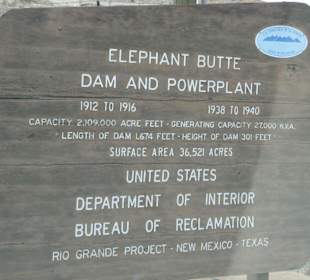 ELEPHANT BUTTE
DAM AND POWERPLANT
1912 TO 1916 1938 TO 1940
CAPACITY 2,109,000 ACRE FEET - GENERATING CAPACITY 27,000 K.V.A.
LENGTH OF DAM 1,674 FEET - HEIGHT OF DAM 301 FEET
SURFACE AREA 36,521 ACRES
UNITED STATES
DEPARTMENT OF INTERIOR
BUREAU OF RECLAMATION
RIO GRANDE PROJECT - NEW MEXICO - TEXAS